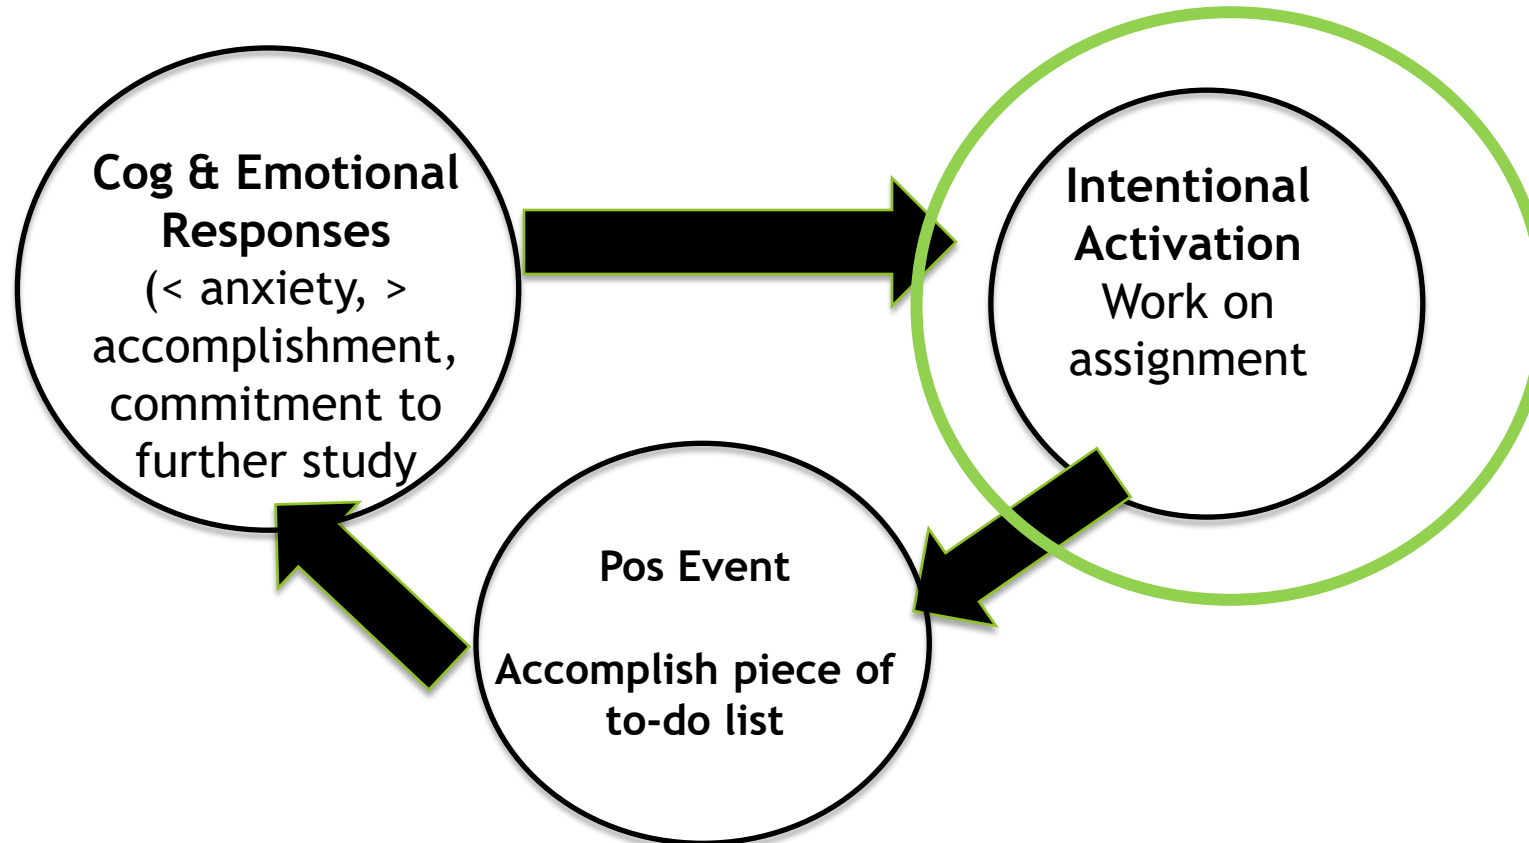 Cog & Emotional
Responses
(< anxiety, >
accomplishment,
commitment to
further study
Intentional
Activation
Work on
assignment
Pos Event
Accomplish piece of
to-do list